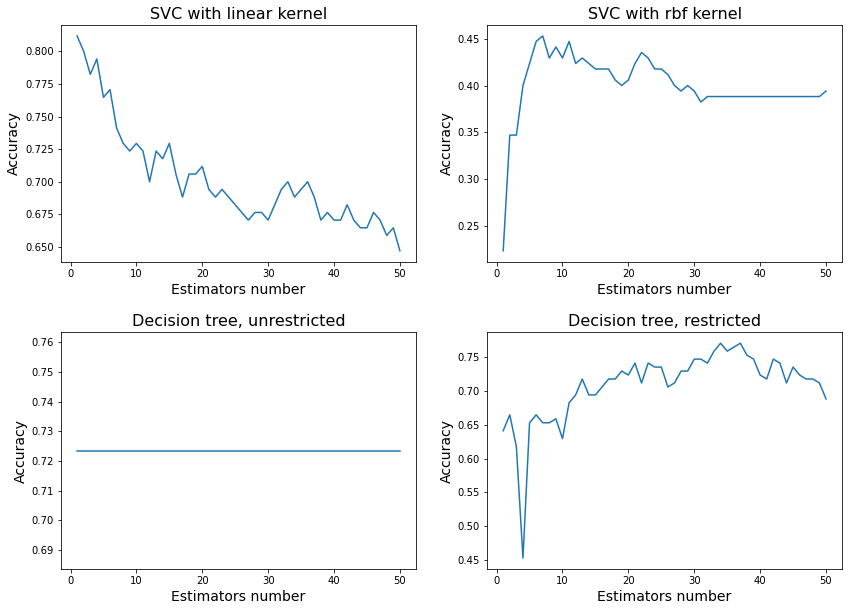 SVC with linear kernel
Accuracy
0.800
0.775
0.750
0.725
0.700
0.675
0.650
0 10 20 30 40 50
Estimators number
SVC with rbf kernel
Accuracy
0.45
0.40
0.35
0.30
0.25
0 10 20 30 40 50
Estimators number
Decision tree, unrestricted
Accuracy
0.76
0.75
0.74
0.73
0.72
0.71
0.70
0.69
0 10 20 30 40 50
Estimators number
Decision tree, restricted
Accuracy
0.75
0.70
0.65
0.60
0.55
0.50
0.45
0 10 20 30 40 50
Estimators number